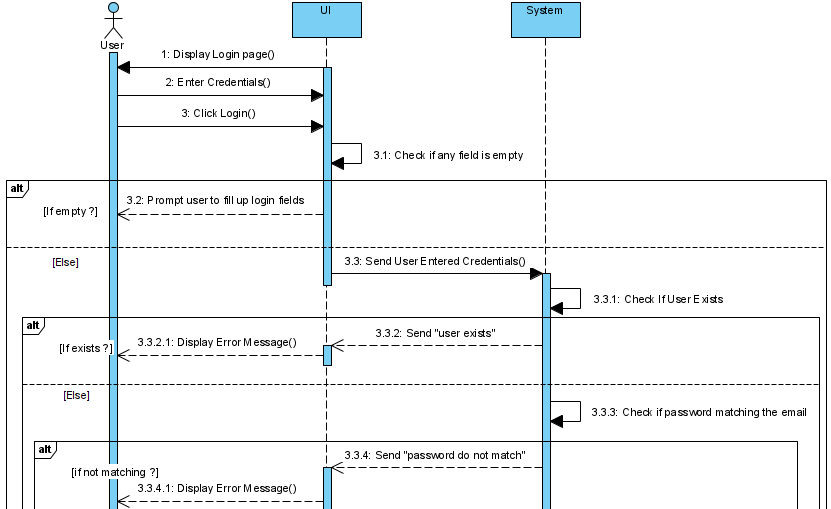 UI
System
User
1: Display Login page()
2: Enter Credentials()
3: Click Login()
3.1: Check if any field is empty
alt
3.2: Prompt user to fill up login fields
[If empty ?]
[Else]
3.3: Send User Entered Credentials()
3.3.1: Check If User Exists
alt
3.3.2: Send "user exists"
3.3.2.1: Display Error Message()
[If exists ?]
[Else]
3.3.3: Check if password matching the email
alt
3.3.4: Send "password do not match"
[if not matching ?]
3.3.4.1: Display Error Message()